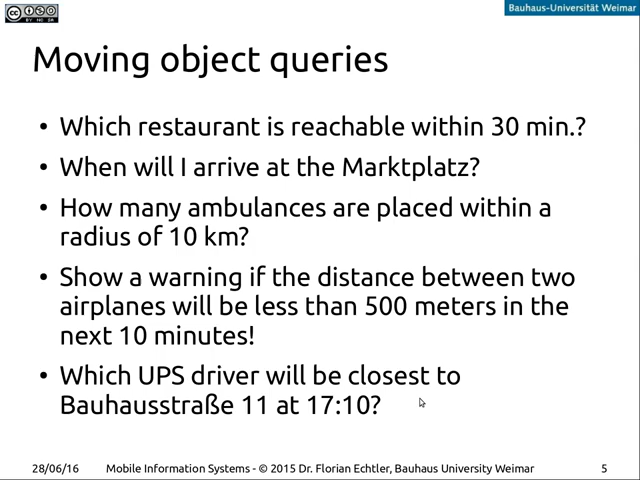 Bauhaus-Universität Weimar
Moving object queries
• Which restaurant is reachable within 30 min.?
• When will I arrive at the Marktplatz?
• How many ambulances are placed within a
radius of 10 km?
• Show a warning if the distance between two
airplanes will be less than 500 meters in the
next 10 minutes!
• Which UPS driver will be closest to
Bauhausstraße 11 at 17:10?
28/06/16 Mobile Information Systems - © 2015 Dr. Florian Echtler, Bauhaus University Weimar 5